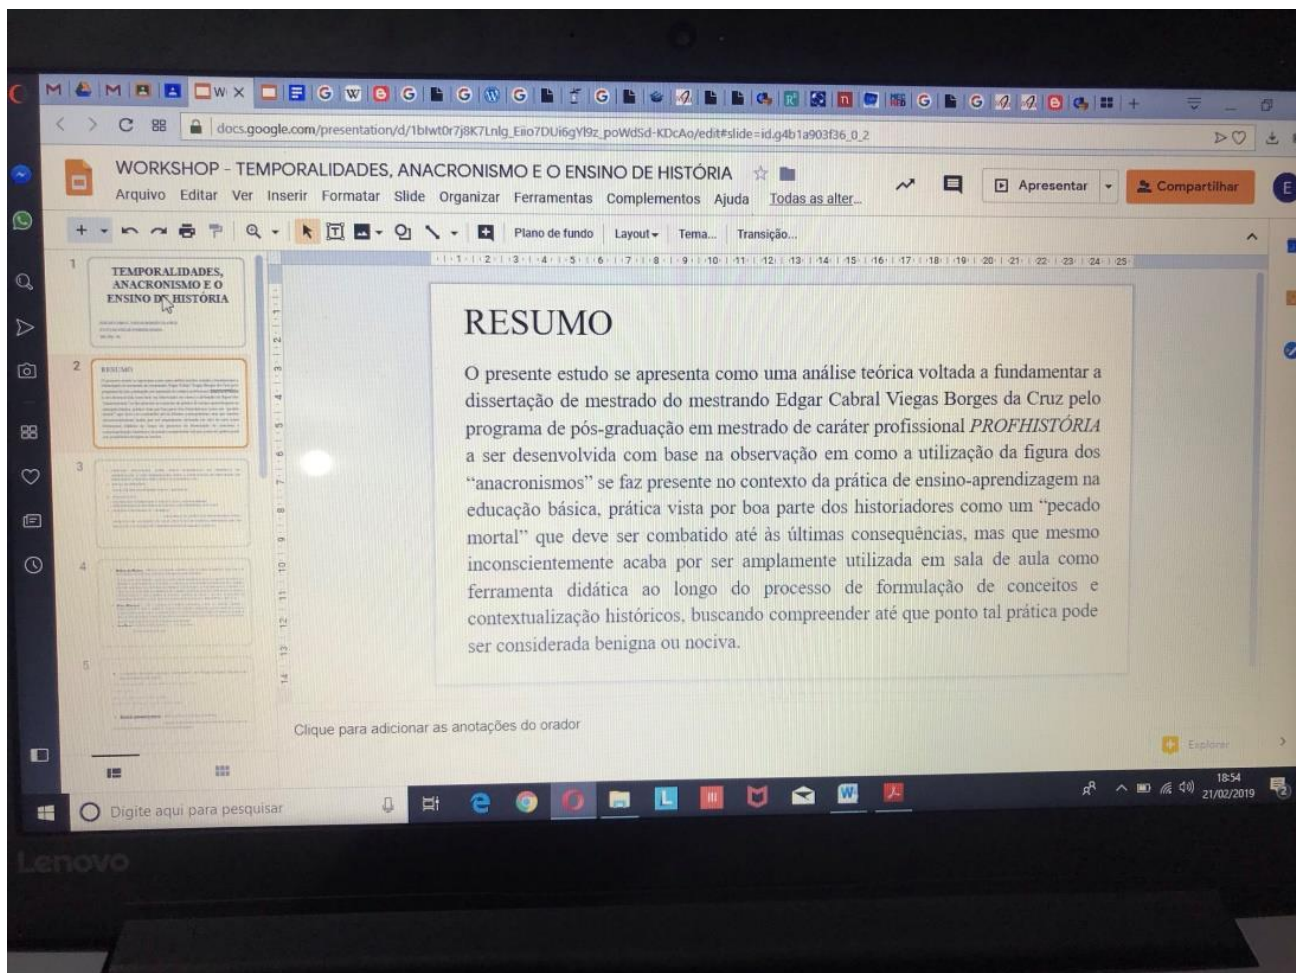 docs.google.com/presentation/d/1bIwt0r7j8K7Lnlg_Eiio7DUi6gYl9z_poWdSd-KDcAo/edit#slide=id.g4b1a903f36_0_2
WORKSHOP - TEMPORALIDADES, ANACRONISMO E O ENSINO DE HISTÓRIA
Arquivo Editar Ver Inserir Formatar Slide Organizar Ferramentas Complementos Ajuda Todas as alter...
Apresentar
Compartilhar
E
Plano de fundo Layout Tema... Transição...
1
TEMPORALIDADES,
ANACRONISMO E O
ENSINO DE HISTÓRIA
2
RESUMO
3
4
5
RESUMO
O presente estudo se apresenta como uma análise teórica voltada a fundamentar a
dissertação de mestrado do mestrando Edgar Cabral Viegas Borges da Cruz pelo
programa de pós-graduação em mestrado de caráter profissional PROFHISTÓRIA
a ser desenvolvida com base na observação em como a utilização da figura dos
“anacronismos” se faz presente no contexto da prática de ensino-aprendizagem na
educação básica, prática vista por boa parte dos historiadores como um “pecado
mortal” que deve ser combatido até às últimas consequências, mas que mesmo
inconscientemente acaba por ser amplamente utilizada em sala de aula como
ferramenta didática ao longo do processo de formulação de conceitos e
contextualização históricos, buscando compreender até que ponto tal prática pode
ser considerada benigna ou nociva.
Clique para adicionar as anotações do orador
Explorar
Digite aqui para pesquisar
18:54
21/02/2019
Lenovo